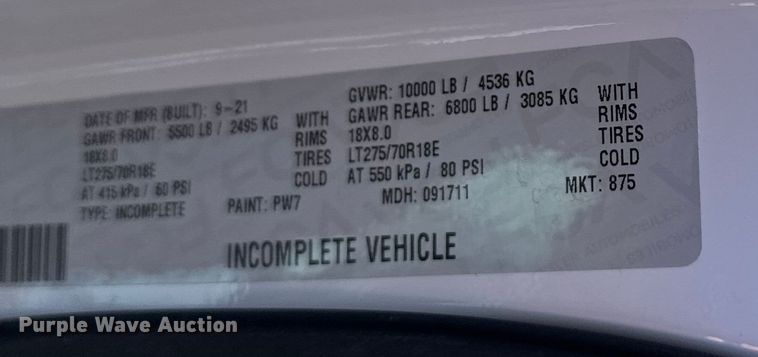 DATE OF MFR (BUILT): 9-21
GAWR FRONT: 5500 LB / 2495 KG WITH
18X8.0 RIMS
LT275/70R18E TIRES
AT 415 kPa / 60 PSI COLD
TYPE: INCOMPLETE
PAINT: PW7
GVWR: 10000 LB / 4536 KG
GAWR REAR: 6800 LB / 3085 KG WITH
18X8.0 RIMS
LT275/70R18E TIRES
AT 550 kPa / 80 PSI COLD
MDH: 091711
MKT: 875
INCOMPLETE VEHICLE
Purple Wave Auction